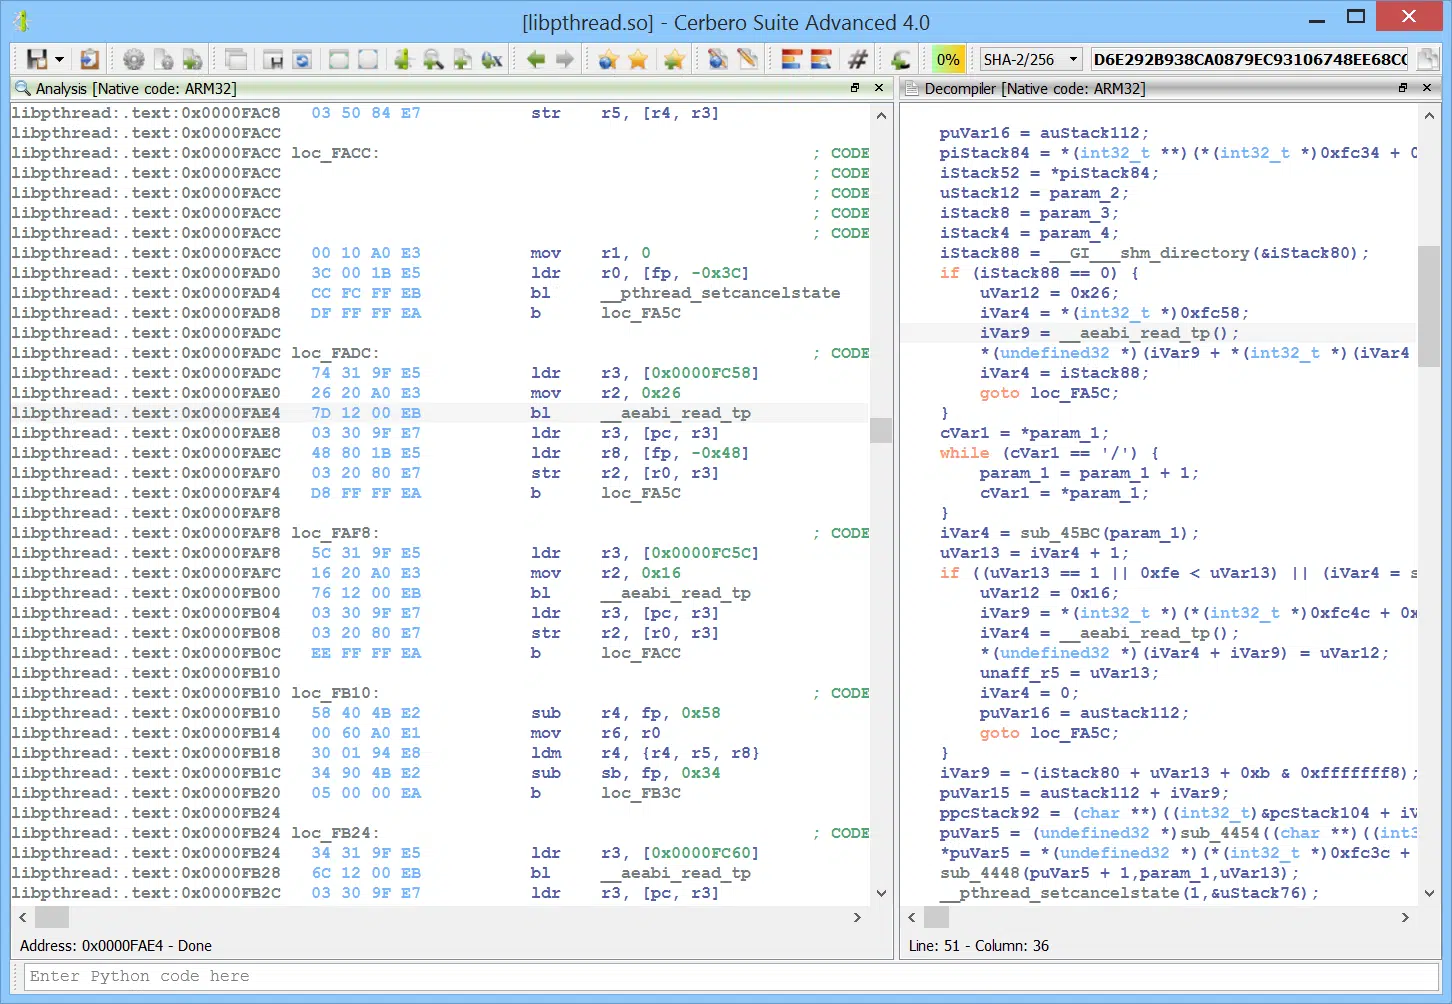 [libpthread.so] - Cerbero Suite Advanced 4.0
0% SHA-2/256 D6E292B938CA0879EC93106748EE68C
Analysis [Native code: ARM32]
libpthread:.text:0x0000FAC8 03 50 84 E7 str r5, [r4, r3]
libpthread:.text:0x0000FACC
libpthread:.text:0x0000FACC loc_FACC: ; CODE
libpthread:.text:0x0000FACC ; CODE
libpthread:.text:0x0000FACC ; CODE
libpthread:.text:0x0000FACC ; CODE
libpthread:.text:0x0000FACC ; CODE
libpthread:.text:0x0000FACC 00 10 A0 E3 mov r1, 0
libpthread:.text:0x0000FAD0 3C 00 1B E5 ldr r0, [fp, -0x3C]
libpthread:.text:0x0000FAD4 CC FC FF EB bl __pthread_setcancelstate
libpthread:.text:0x0000FAD8 DF FF FF EA b loc_FA5C
libpthread:.text:0x0000FADC
libpthread:.text:0x0000FADC loc_FADC: ; CODE
libpthread:.text:0x0000FADC 74 31 9F E5 ldr r3, [0x0000FC58]
libpthread:.text:0x0000FAE0 26 20 A0 E3 mov r2, 0x26
libpthread:.text:0x0000FAE4 7D 12 00 EB bl __aeabi_read_tp
libpthread:.text:0x0000FAE8 03 30 9F E7 ldr r3, [pc, r3]
libpthread:.text:0x0000FAEC 48 80 1B E5 ldr r8, [fp, -0x48]
libpthread:.text:0x0000FAF0 03 20 80 E7 str r2, [r0, r3]
libpthread:.text:0x0000FAF4 D8 FF FF EA b loc_FA5C
libpthread:.text:0x0000FAF8
libpthread:.text:0x0000FAF8 loc_FAF8: ; CODE
libpthread:.text:0x0000FAF8 5C 31 9F E5 ldr r3, [0x0000FC5C]
libpthread:.text:0x0000FAFC 16 20 A0 E3 mov r2, 0x16
libpthread:.text:0x0000FB00 76 12 00 EB bl __aeabi_read_tp
libpthread:.text:0x0000FB04 03 30 9F E7 ldr r3, [pc, r3]
libpthread:.text:0x0000FB08 03 20 80 E7 str r2, [r0, r3]
libpthread:.text:0x0000FB0C EE FF FF EA b loc_FACC
libpthread:.text:0x0000FB10
libpthread:.text:0x0000FB10 loc_FB10: ; CODE
libpthread:.text:0x0000FB10 58 40 4B E2 sub r4, fp, 0x58
libpthread:.text:0x0000FB14 00 60 A0 E1 mov r6, r0
libpthread:.text:0x0000FB18 30 01 94 E8 ldm r4, {r4, r5, r8}
libpthread:.text:0x0000FB1C 34 90 4B E2 sub sb, fp, 0x34
libpthread:.text:0x0000FB20 05 00 00 EA b loc_FB3C
libpthread:.text:0x0000FB24
libpthread:.text:0x0000FB24 loc_FB24: ; CODE
libpthread:.text:0x0000FB24 34 31 9F E5 ldr r3, [0x0000FC60]
libpthread:.text:0x0000FB28 6C 12 00 EB bl __aeabi_read_tp
libpthread:.text:0x0000FB2C 03 30 9F E7 ldr r3, [pc, r3]
Address: 0x0000FAE4 - Done
Decompiler [Native code: ARM32]
puVar16 = auStack112;
piStack84 = *(int32_t **)(*(int32_t *)0xfc34 + 0
iStack52 = *piStack84;
uStack12 = param_2;
iStack8 = param_3;
iStack4 = param_4;
iStack88 = __GI___shm_directory(&iStack80);
if (iStack88 == 0) {
uVar12 = 0x26;
iVar4 = *(int32_t *)0xfc58;
iVar9 = __aeabi_read_tp();
*(undefined32 *)(iVar9 + *(int32_t *)(iVar4
iVar4 = iStack88;
goto loc_FA5C;
}
cVar1 = *param_1;
while (cVar1 == '/') {
param_1 = param_1 + 1;
cVar1 = *param_1;
}
iVar4 = sub_45BC(param_1);
uVar13 = iVar4 + 1;
if ((uVar13 == 1 || 0xfe < uVar13) || (iVar4 = s
uVar12 = 0x16;
iVar9 = *(int32_t *)(*(int32_t *)0xfc4c + 0x
iVar4 = __aeabi_read_tp();
*(undefined32 *)(iVar4 + iVar9) = uVar12;
unaff_r5 = uVar13;
iVar4 = 0;
puVar16 = auStack112;
goto loc_FA5C;
}
iVar9 = -(iStack80 + uVar13 + 0xb & 0xfffffff8);
puVar15 = auStack112 + iVar9;
ppcStack92 = (char **)((int32_t)&pcStack104 + iV
puVar5 = (undefined32 *)sub_4454((char **)((int3
*puVar5 = *(undefined32 *)(*(int32_t *)0xfc3c +
sub_4448(puVar5 + 1,param_1,uVar13);
__pthread_setcancelstate(1,&uStack76);
Line: 51 - Column: 36
Enter Python code here